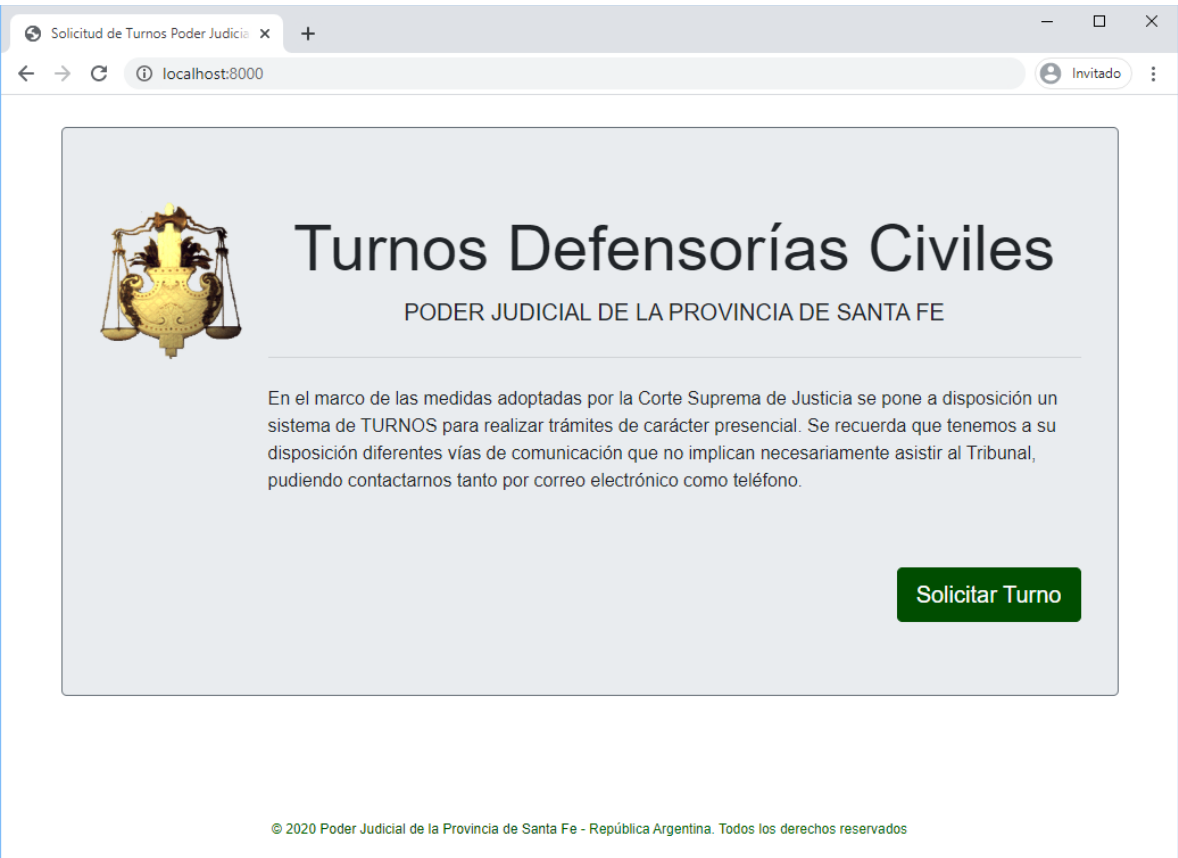 Solicitud de Turnos Poder Judicia
localhost:8000
Invitado
Turnos Defensorías Civiles
PODER JUDICIAL DE LA PROVINCIA DE SANTA FE
En el marco de las medidas adoptadas por la Corte Suprema de Justicia se pone a disposición un
sistema de TURNOS para realizar trámites de carácter presencial. Se recuerda que tenemos a su
disposición diferentes vías de comunicación que no implican necesariamente asistir al Tribunal,
pudiendo contactarnos tanto por correo electrónico como teléfono.
Solicitar Turno
© 2020 Poder Judicial de la Provincia de Santa Fe - República Argentina. Todos los derechos reservados